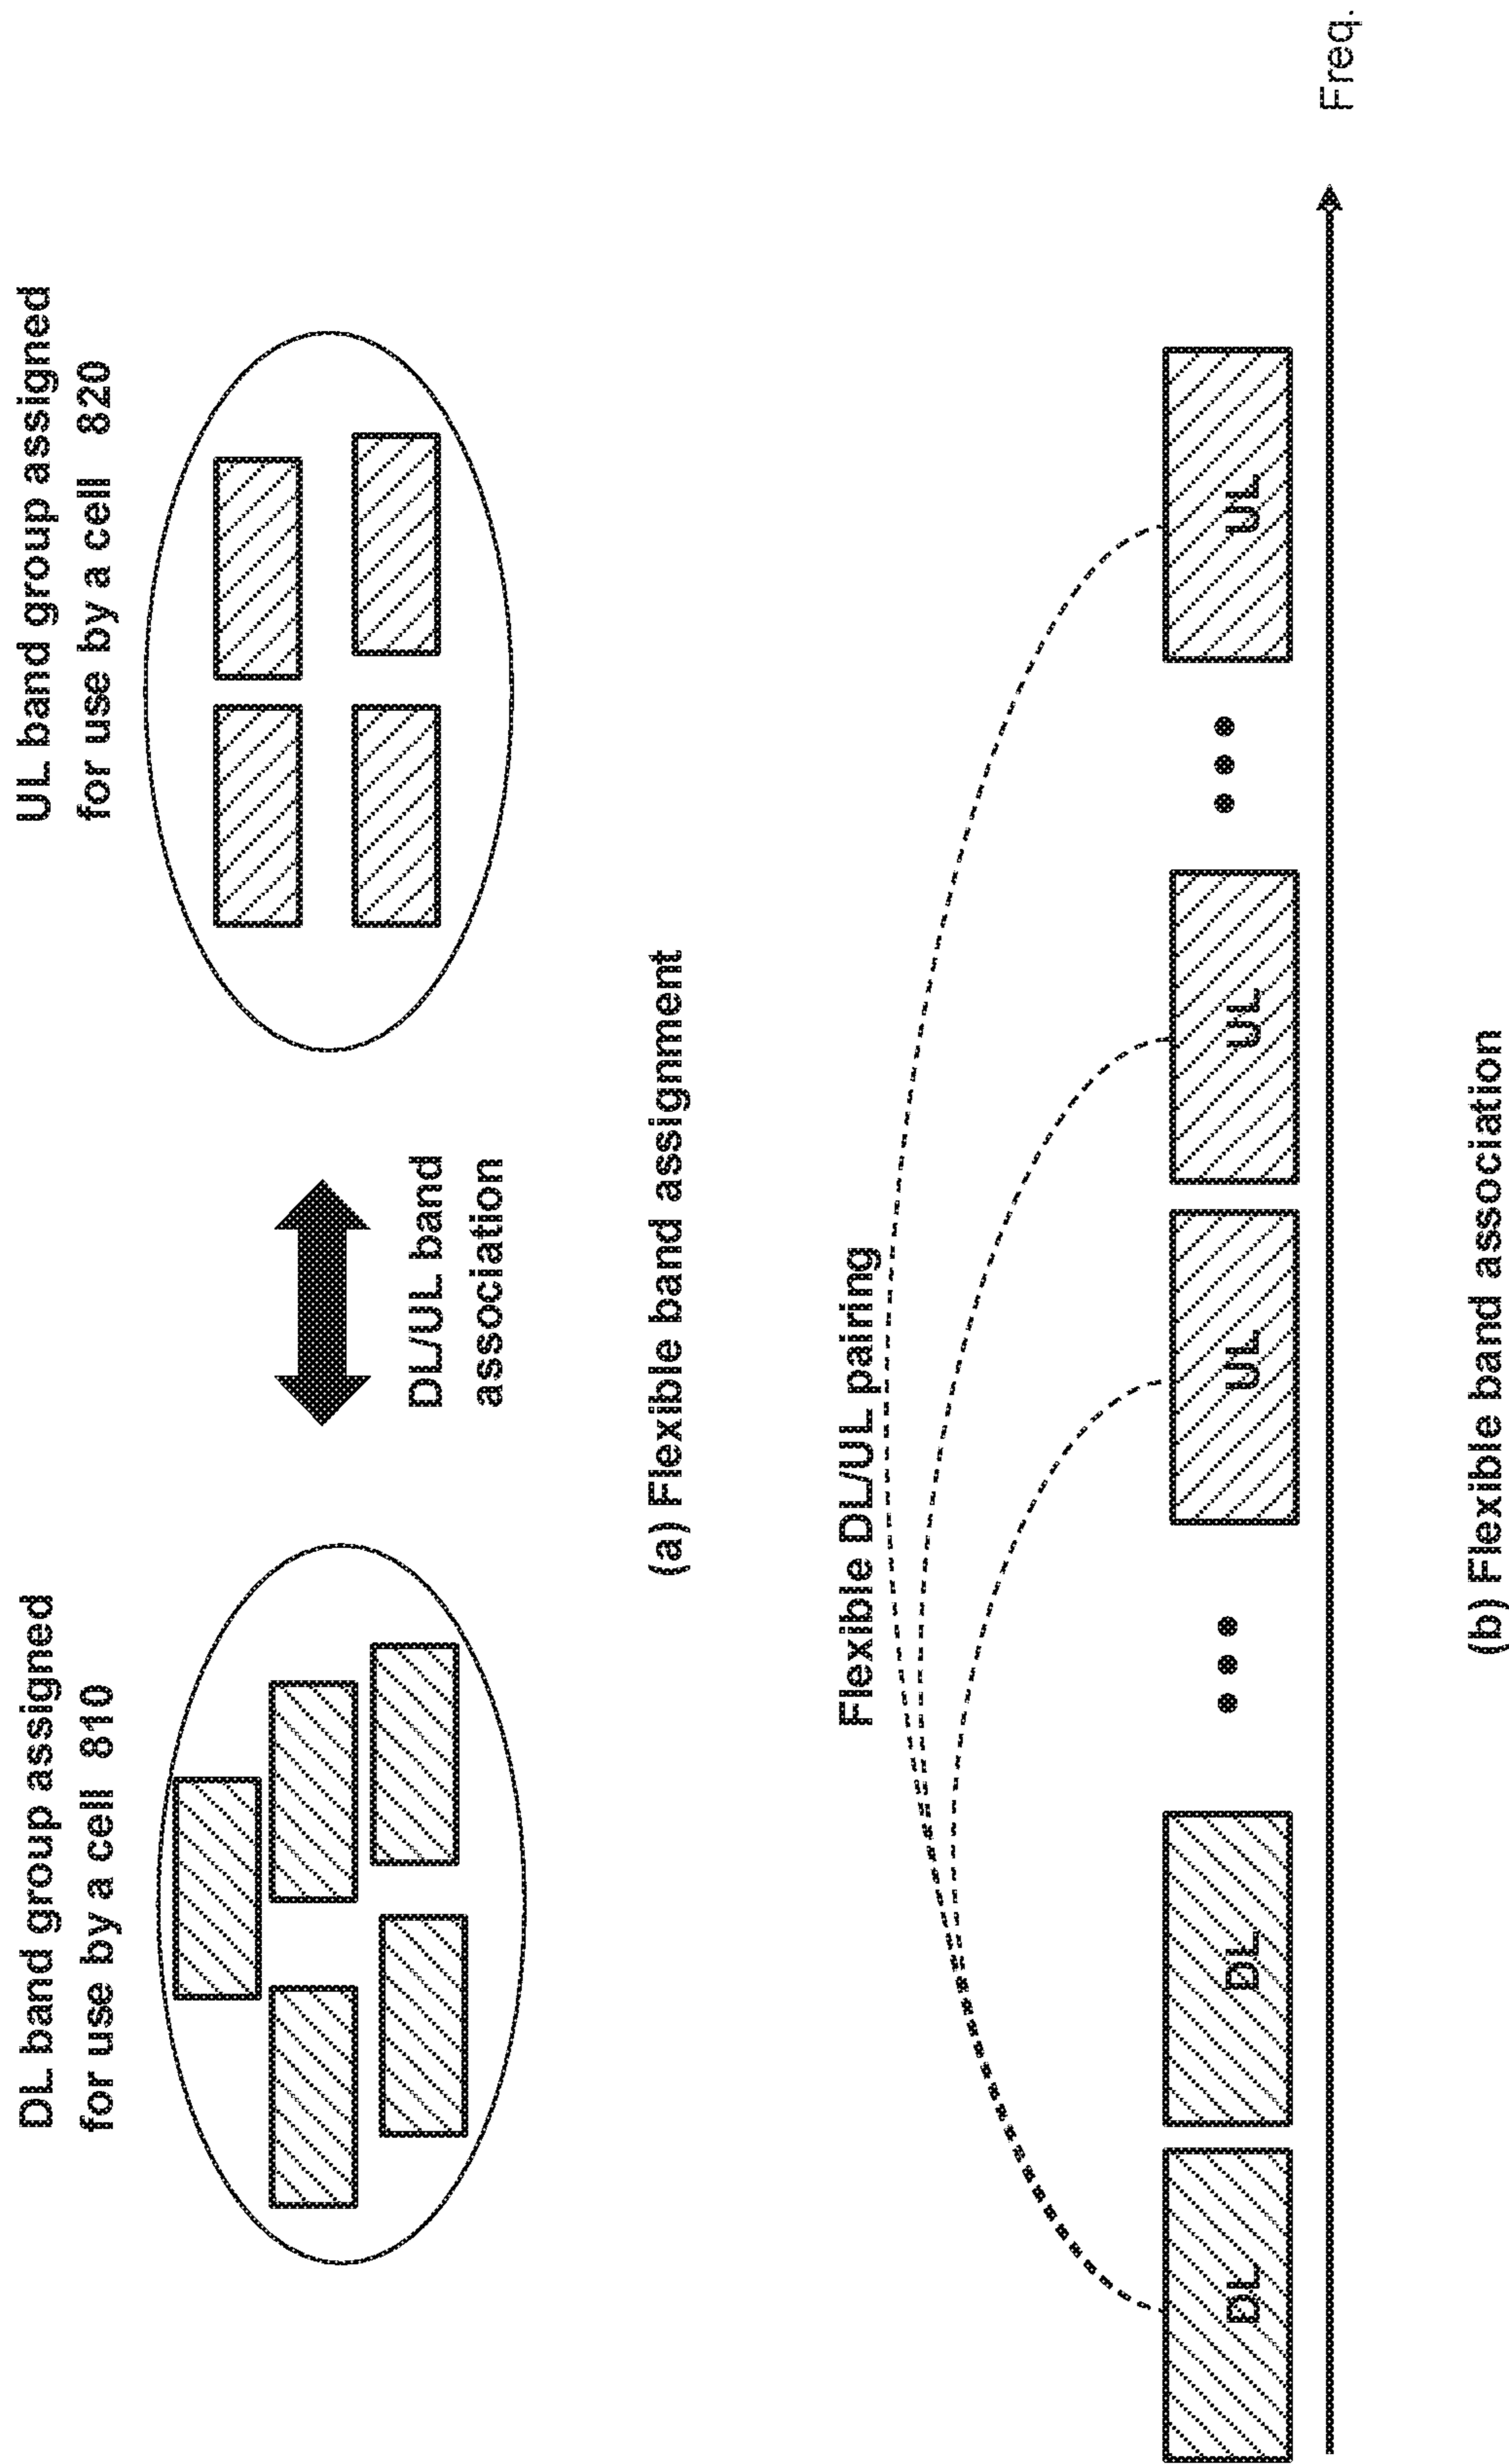 DL band group assigned
for use by a cell 810
UL band group assigned
for use by a cell 820
DL/UL band
association
(a) Flexible band assignment
Flexible DL/UL pairing
DL
DL
UL
UL
UL
Freq.
(b) Flexible band association